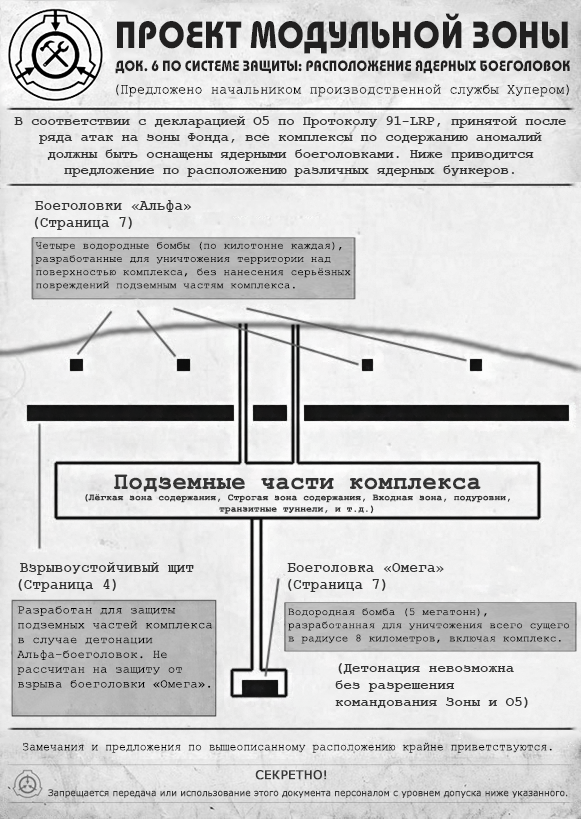 ПРОЕКТ МОДУЛЬНОЙ ЗОНЫ
ДОК. 6 ПО СИСТЕМЕ ЗАЩИТЫ: РАСПОЛОЖЕНИЕ ЯДЕРНЫХ БОЕГОЛОВОК
(Предложено начальником производственной службы Хупером)
В соответствии с декларацией О5 по Протоколу 91-LRP, принятой после
ряда атак на зоны Фонда, все комплексы по содержанию аномалий
должны быть оснащены ядерными боеголовками. Ниже приводится
предложение по расположению различных ядерных бункеров.
Боеголовки «Альфа»
(Страница 7)
Четыре водородные бомбы (по килотонне каждая),
разработанные для уничтожения территории над
поверхностью комплекса, без нанесения серьёзных
повреждений подземным частям комплекса.
Подземные части комплекса
(Лёгкая зона содержания, Строгая зона содержания, Входная зона, подуровни,
транзитные туннели, и т.д.)
Взрывоустойчивый щит
(Страница 4)
Разработан для защиты
подземных частей комплекса
в случае детонации
Альфа-боеголовок. Не
рассчитан на защиту от
взрыва боеголовки «Омега».
Боеголовка «Омега»
(Страница 7)
Водородная бомба (5 мегатонн),
разработанная для уничтожения всего сущего
в радиусе 8 километров, включая комплекс.
(Детонация невозможна
без разрешения
командования Зоны и О5)
Замечания и предложения по вышеописанному расположению крайне приветствуются.
СЕКРЕТНО!
Запрещается передача или использование этого документа персоналом с уровнем допуска ниже указанного.